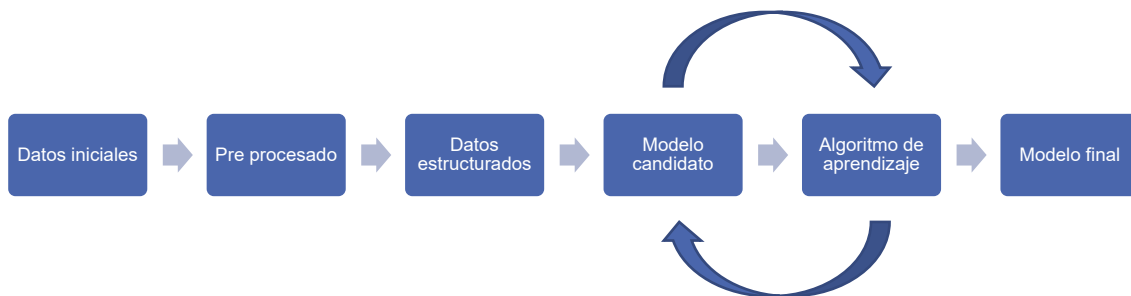 Datos iniciales
Pre procesado
Datos
estructurados
Modelo
candidato
Algoritmo de
aprendizaje
Modelo final